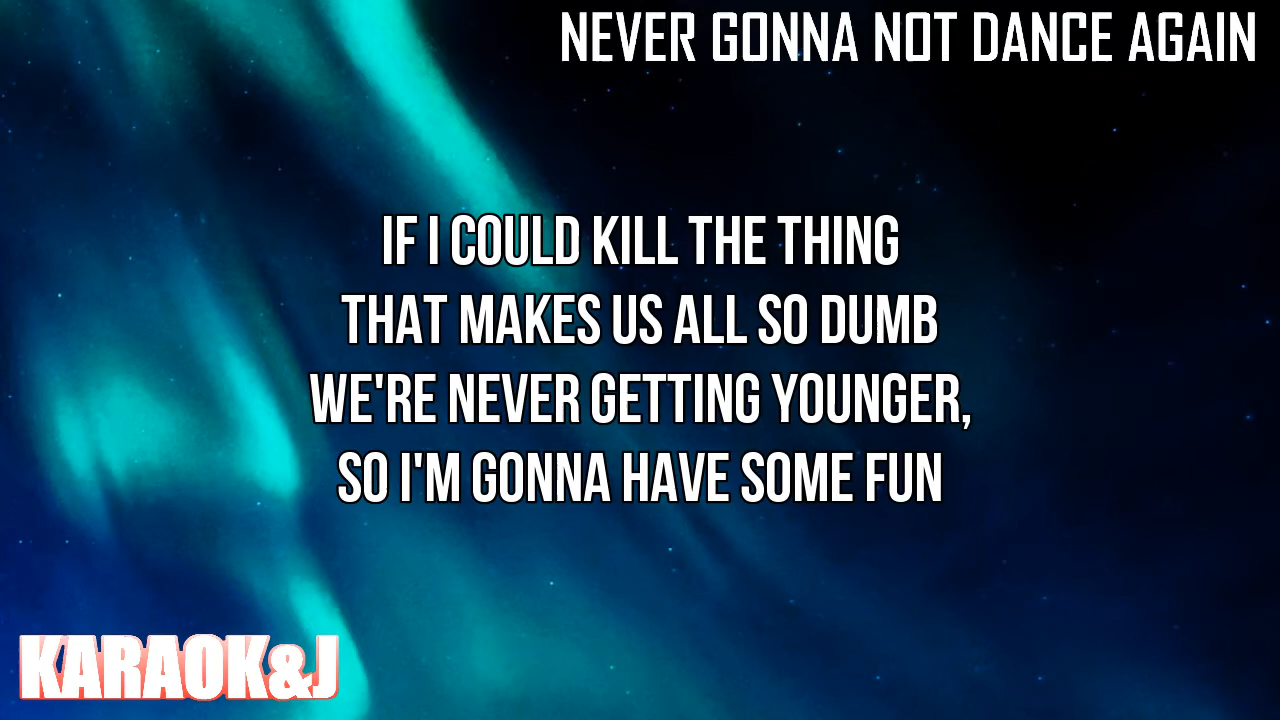 NEVER GONNA NOT DANCE AGAIN
IF I COULD KILL THE THING
THAT MAKES US ALL SO DUMB
WE'RE NEVER GETTING YOUNGER,
SO I'M GONNA HAVE SOME FUN
KARAOK&J